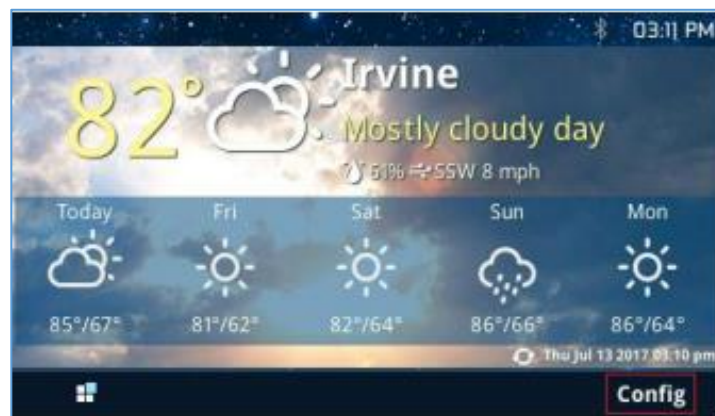 03:11 PM
82°
Irvine
Mostly cloudy day
61% SSW 8 mph
Today Fri Sat Sun Mon
85°/67° 81°/62° 82°/64° 86°/66° 86°/64°
Thu Jul 13 2017 03:10 pm
Config